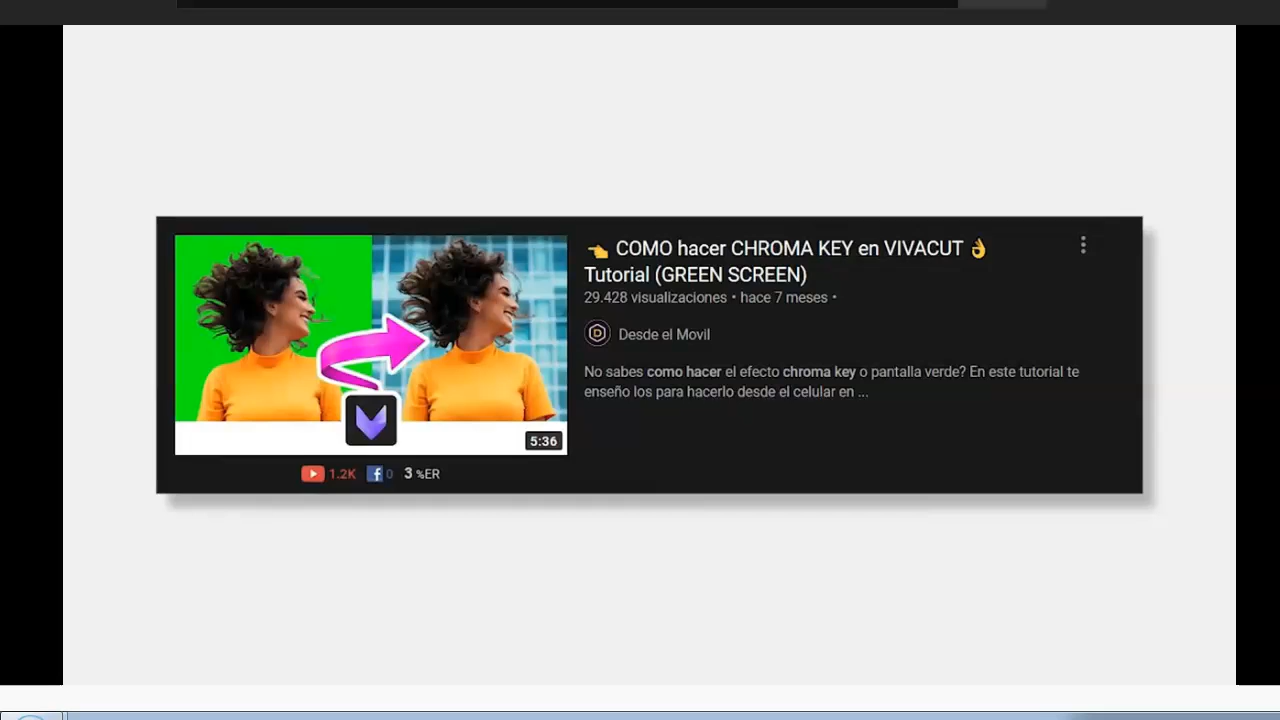 👈 COMO hacer CHROMA KEY en VIVACUT 👌
Tutorial (GREEN SCREEN)
29.428 visualizaciones • hace 7 meses •
Desde el Movil
No sabes como hacer el efecto chroma key o pantalla verde? En este tutorial te
enseño los para hacerlo desde el celular en ...
5:36
1.2K 0 3 %ER